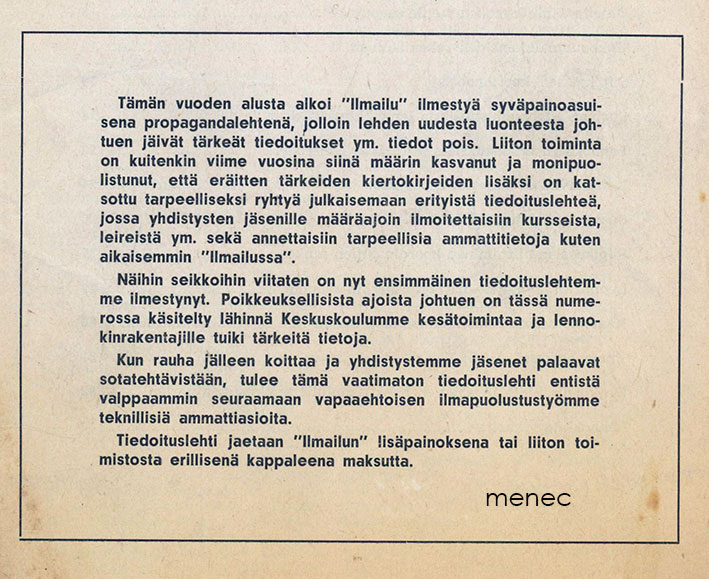 Tämän vuoden alusta alkoi "Ilmailu" ilmestyä syväpainoasui-
sena propagandalehtenä, jolloin lehden uudesta luonteesta joh-
tuen jäivät tärkeät tiedoitukset ym. tiedot pois. Liiton toiminta
on kuitenkin viime vuosina siinä määrin kasvanut ja monipuo-
listunut, että eräitten tärkeiden kiertokirjeiden lisäksi on kat-
sottu tarpeelliseksi ryhtyä julkaisemaan erityistä tiedoituslehteä,
jossa yhdistysten jäsenille määräajoin ilmoitettaisiin kursseista,
leireistä ym. sekä annettaisiin tarpeellisia ammattitietoja kuten
aikaisemmin "Ilmailussa".
Näihin seikkoihin viitaten on nyt ensimmäinen tiedoituslehtem-
me ilmestynyt. Poikkeuksellisista ajoista johtuen on tässä nume-
rossa käsitelty lähinnä Keskuskoulumme kesätoimintaa ja lenno-
kinrakentajille tuiki tärkeitä tietoja.
Kun rauha jälleen koittaa ja yhdistystemme jäsenet palaavat
sotatehtävistään, tulee tämä vaatimaton tiedoituslehti entistä
valppaammin seuraamaan vapaaehtoisen ilmapuolustustyömme
teknillisiä ammattiasioita.
Tiedoituslehti jaetaan "Ilmailun" lisäpainoksena tai liiton toi-
mistosta erillisenä kappaleena maksutta.
menec